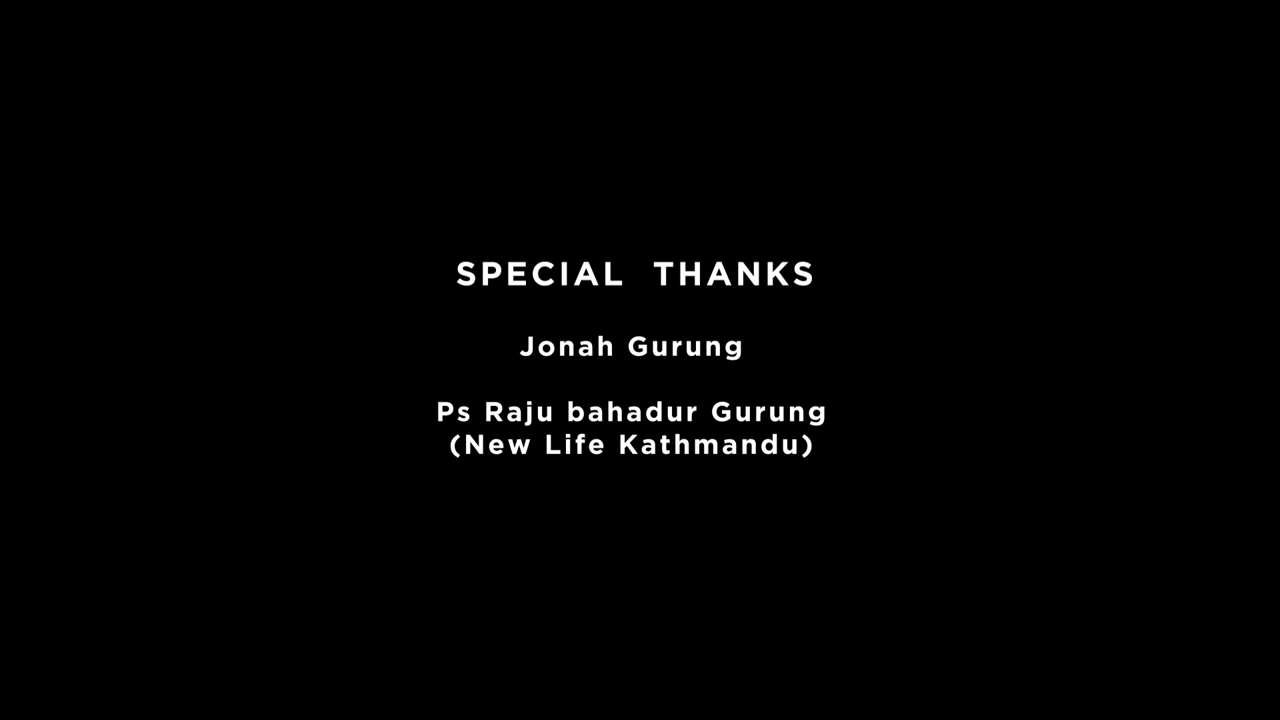 SPECIAL THANKS
Jonah Gurung
Ps Raju bahadur Gurung
(New Life Kathmandu)